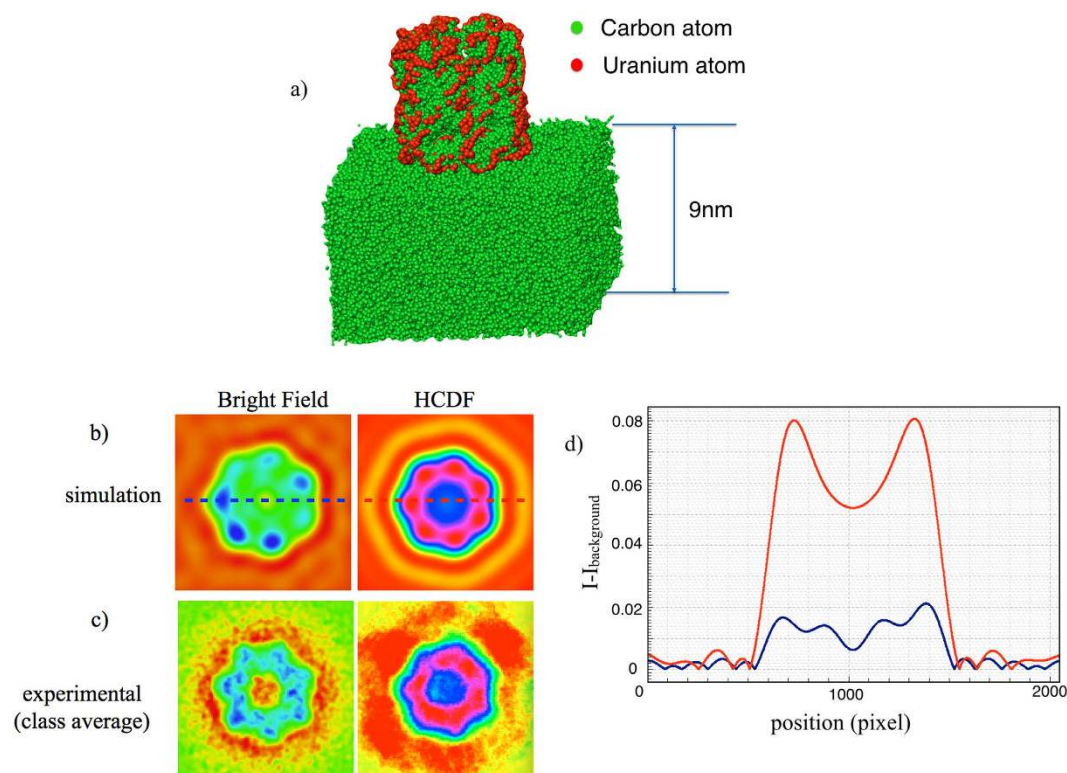 Carbon atom
Uranium atom
a)
9nm
Bright Field
HCDF
b)
simulation
c)
experimental
(class average)
d)
0.08
0.06
0.04
0.02
0
I-Ibackground
0
1000
2000
position (pixel)